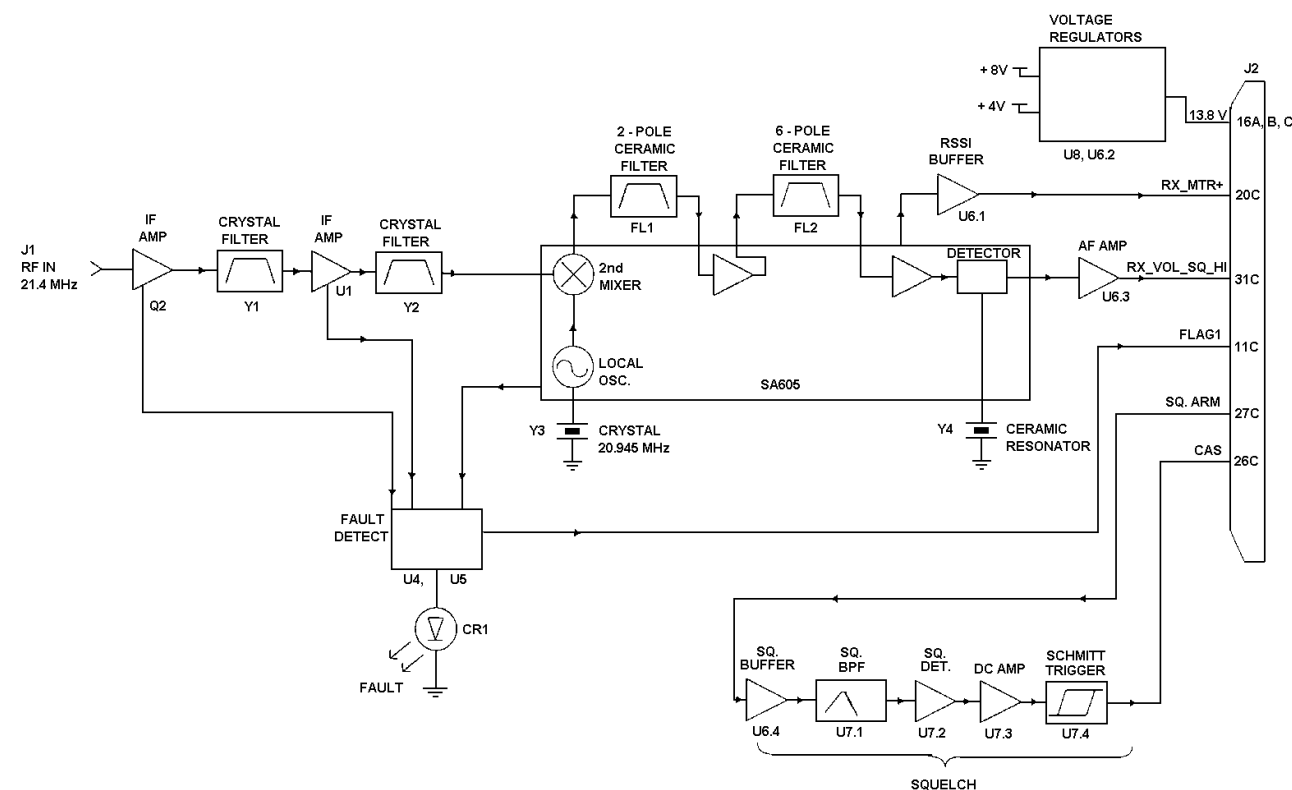 VOLTAGE
REGULATORS
J2
+ 8V
+ 4V
13.8 V
16A, B, C
U8, U6.2
2 - POLE
CERAMIC
FILTER
6 - POLE
CERAMIC
FILTER
RSSI
BUFFER
RX_MTR+
20C
U6.1
FL1
FL2
IF
AMP
CRYSTAL
FILTER
IF
AMP
CRYSTAL
FILTER
J1
RF IN
21.4 MHz
Q2
Y1
U1
Y2
2nd
MIXER
DETECTOR
AF AMP
RX_VOL_SQ_HI
31C
U6.3
FLAG1
11C
LOCAL
OSC.
SA605
SQ. ARM
27C
Y3
CRYSTAL
20.945 MHz
Y4
CERAMIC
RESONATOR
CAS
26C
FAULT
DETECT
U4, U5
CR1
FAULT
SQ.
BUFFER
SQ.
BPF
SQ.
DET.
DC AMP
SCHMITT
TRIGGER
U6.4
U7.1
U7.2
U7.3
U7.4
SQUELCH